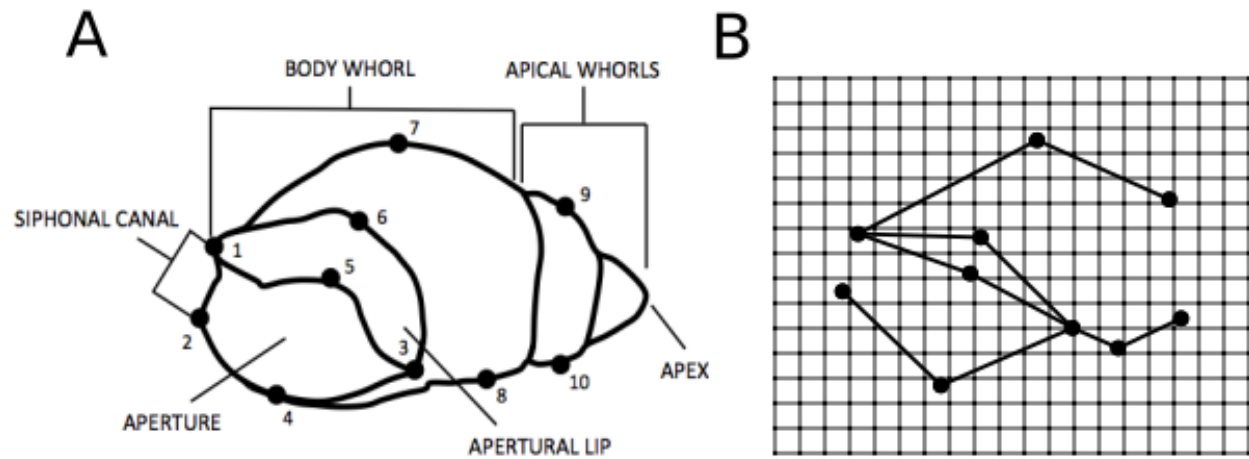 A
B
BODY WHORL
APICAL WHORLS
7
SIPHONAL CANAL
9
6
1
5
2
3
APEX
10
8
4
APERTURE
APERTURAL LIP